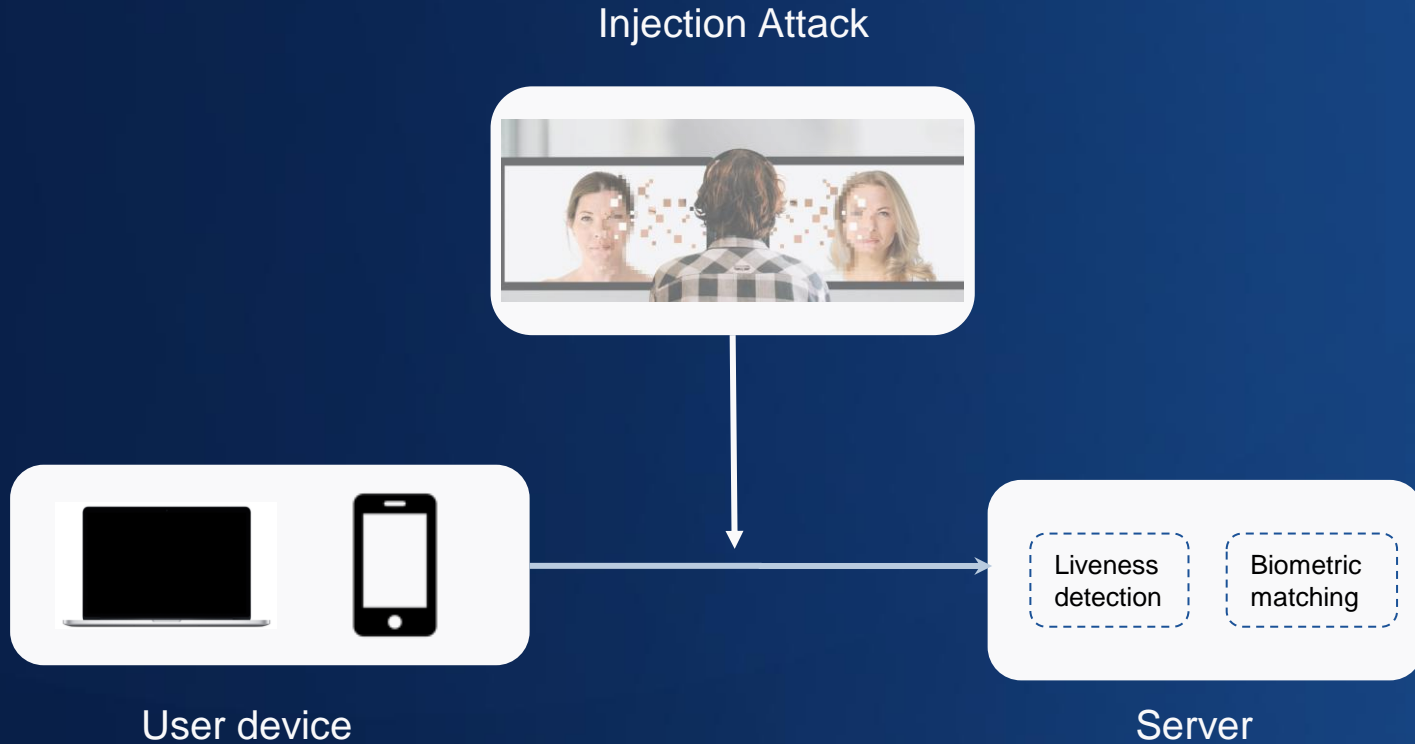 Injection Attack
Liveness
detection
Biometric
matching
User device
Server